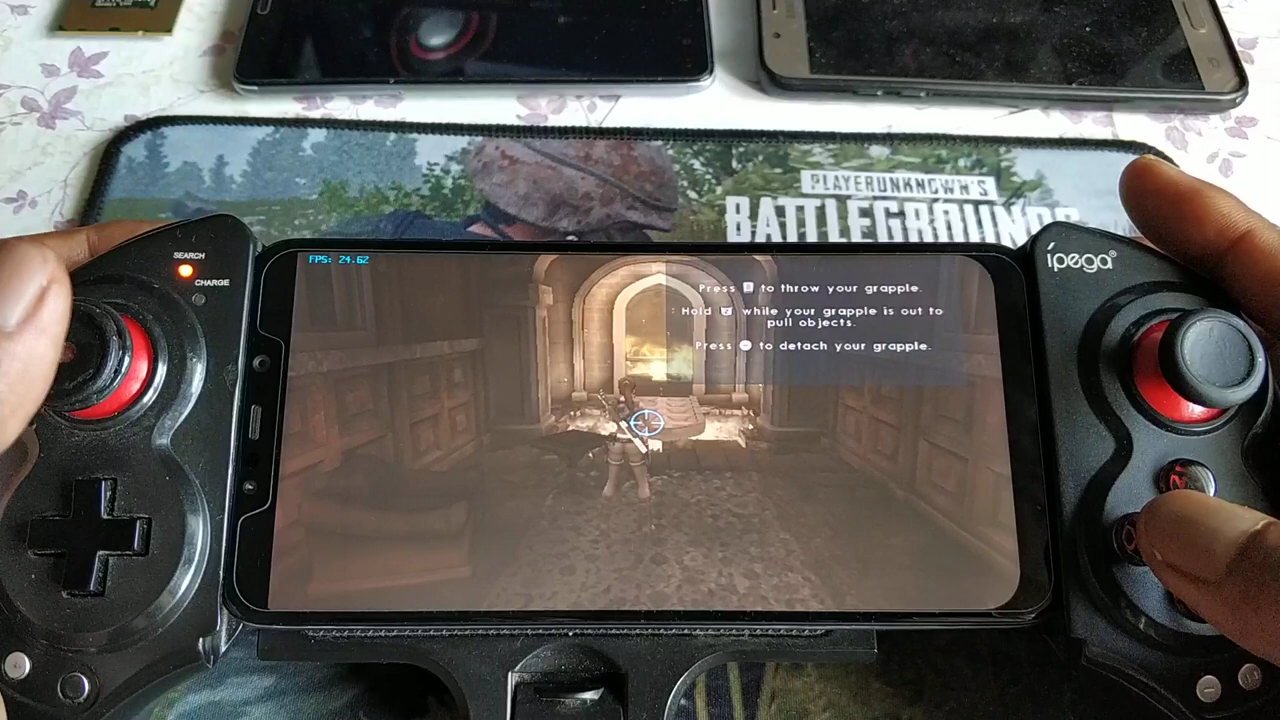 PLAYERUNKNOWN'S
BATTLEGROUNDS
SEARCH
CHARGE
ípega®
FPS: 24.62
Press to throw your grapple.
Hold while your grapple is out to
pull objects.
Press to detach your grapple.